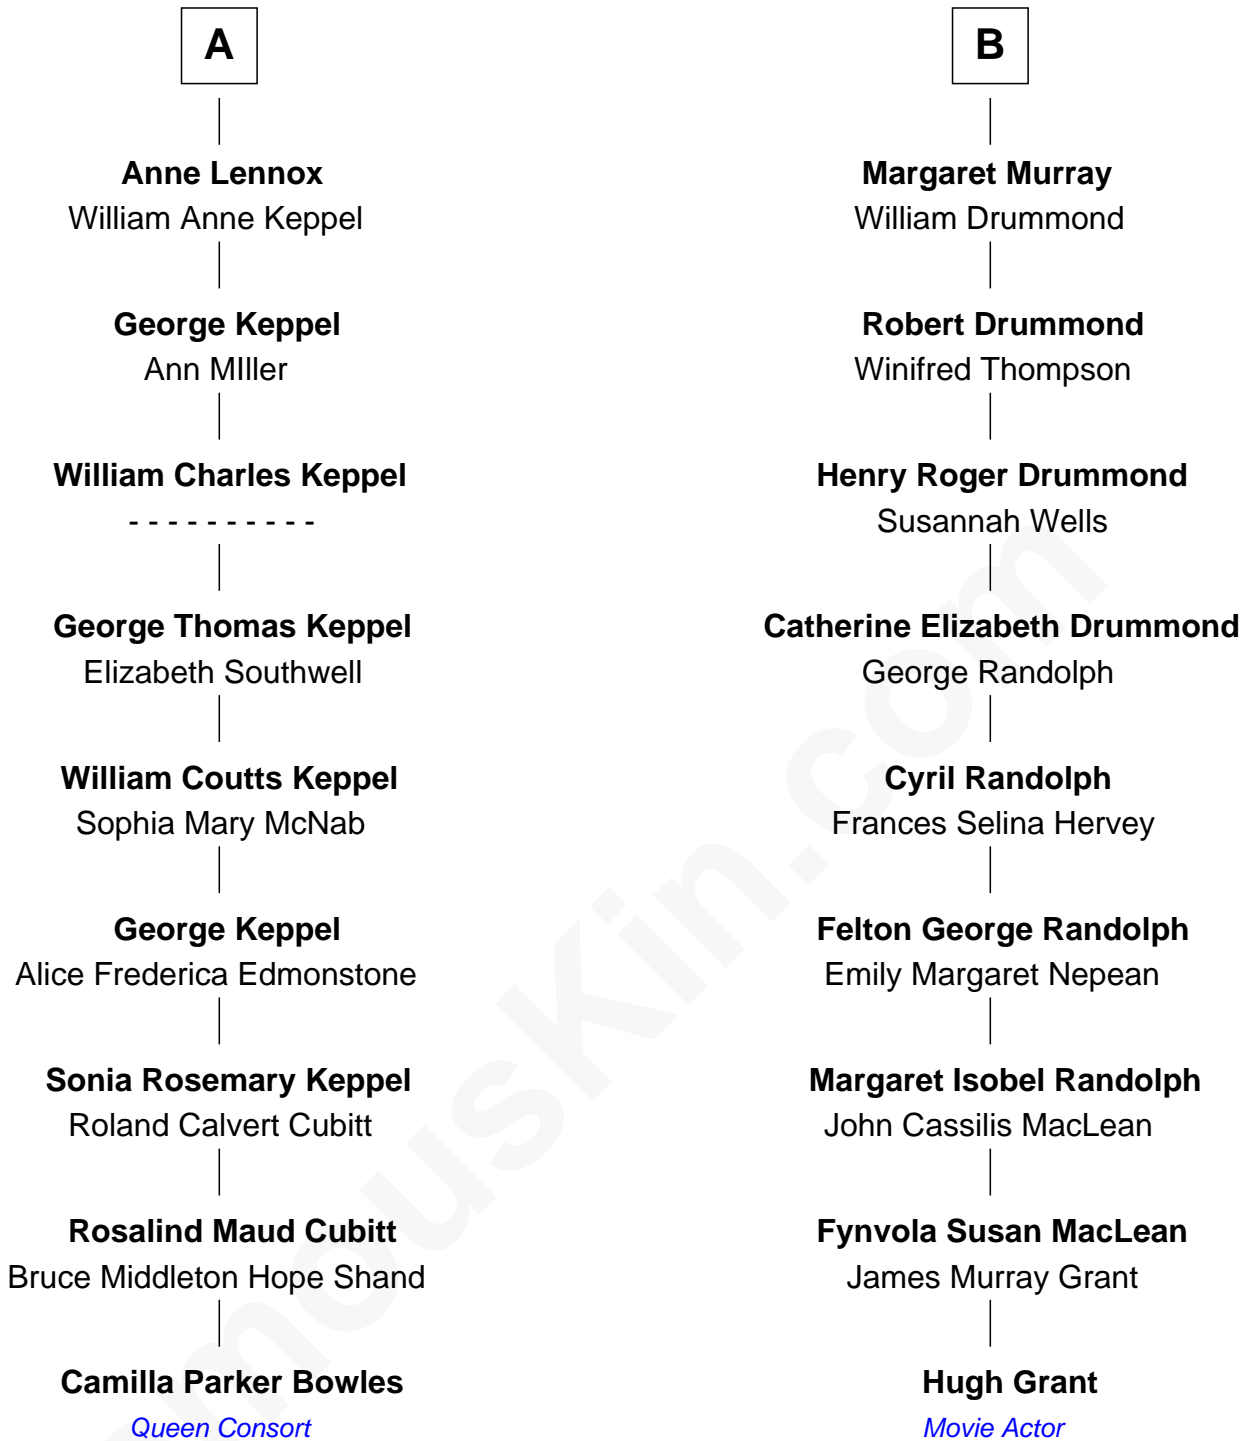 A
Anne Lennox
William Anne Keppel
George Keppel
Ann MIller
William Charles Keppel
- - - - - - - - - -
George Thomas Keppel
Elizabeth Southwell
William Coutts Keppel
Sophia Mary McNab
George Keppel
Alice Frederica Edmonstone
Sonia Rosemary Keppel
Roland Calvert Cubitt
Rosalind Maud Cubitt
Bruce Middleton Hope Shand
Camilla Parker Bowles
Queen Consort
B
Margaret Murray
William Drummond
Robert Drummond
Winifred Thompson
Henry Roger Drummond
Susannah Wells
Catherine Elizabeth Drummond
George Randolph
Cyril Randolph
Frances Selina Hervey
Felton George Randolph
Emily Margaret Nepean
Margaret Isobel Randolph
John Cassilis MacLean
Fynvola Susan MacLean
James Murray Grant
Hugh Grant
Movie Actor
omousKin.com